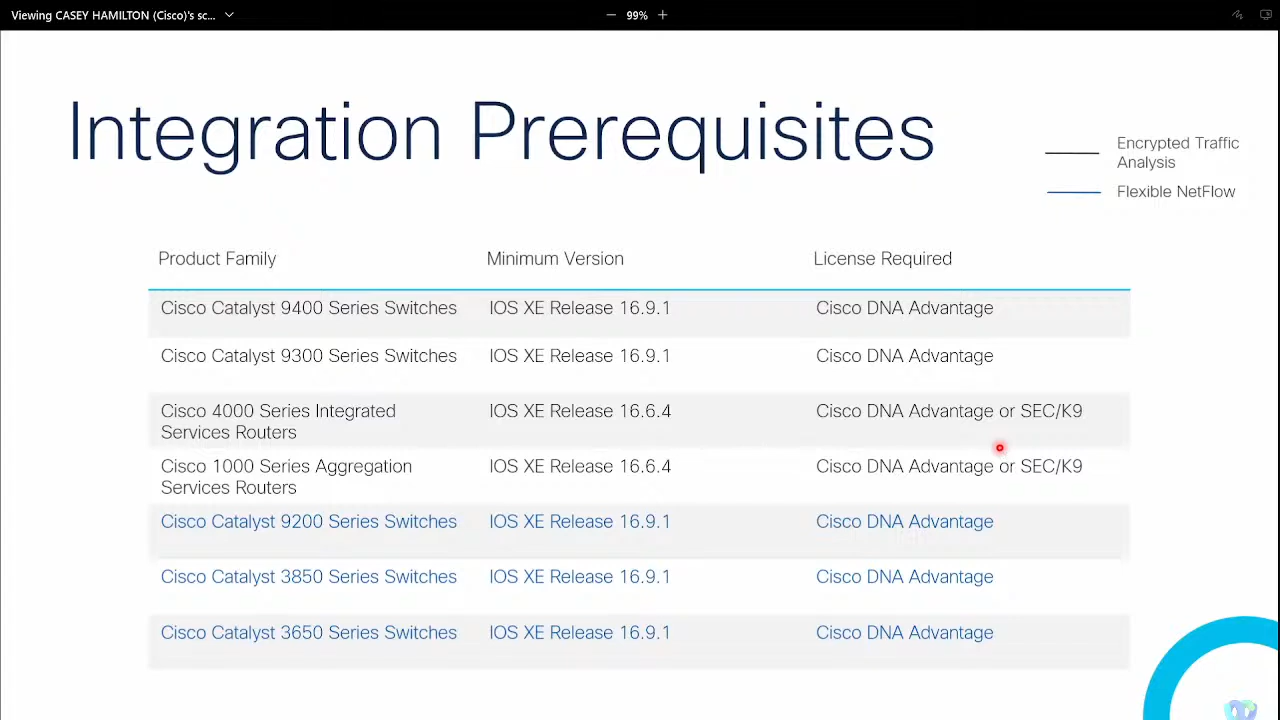 Viewing CASEY HAMILTON (Cisco)'s sc...
99%
Integration Prerequisites
Encrypted Traffic
Analysis
Flexible NetFlow
Product Family Minimum Version License Required
Cisco Catalyst 9400 Series Switches IOS XE Release 16.9.1 Cisco DNA Advantage
Cisco Catalyst 9300 Series Switches IOS XE Release 16.9.1 Cisco DNA Advantage
Cisco 4000 Series Integrated IOS XE Release 16.6.4 Cisco DNA Advantage or SEC/K9
Services Routers
Cisco 1000 Series Aggregation IOS XE Release 16.6.4 Cisco DNA Advantage or SEC/K9
Services Routers
Cisco Catalyst 9200 Series Switches IOS XE Release 16.9.1 Cisco DNA Advantage
Cisco Catalyst 3850 Series Switches IOS XE Release 16.9.1 Cisco DNA Advantage
Cisco Catalyst 3650 Series Switches IOS XE Release 16.9.1 Cisco DNA Advantage